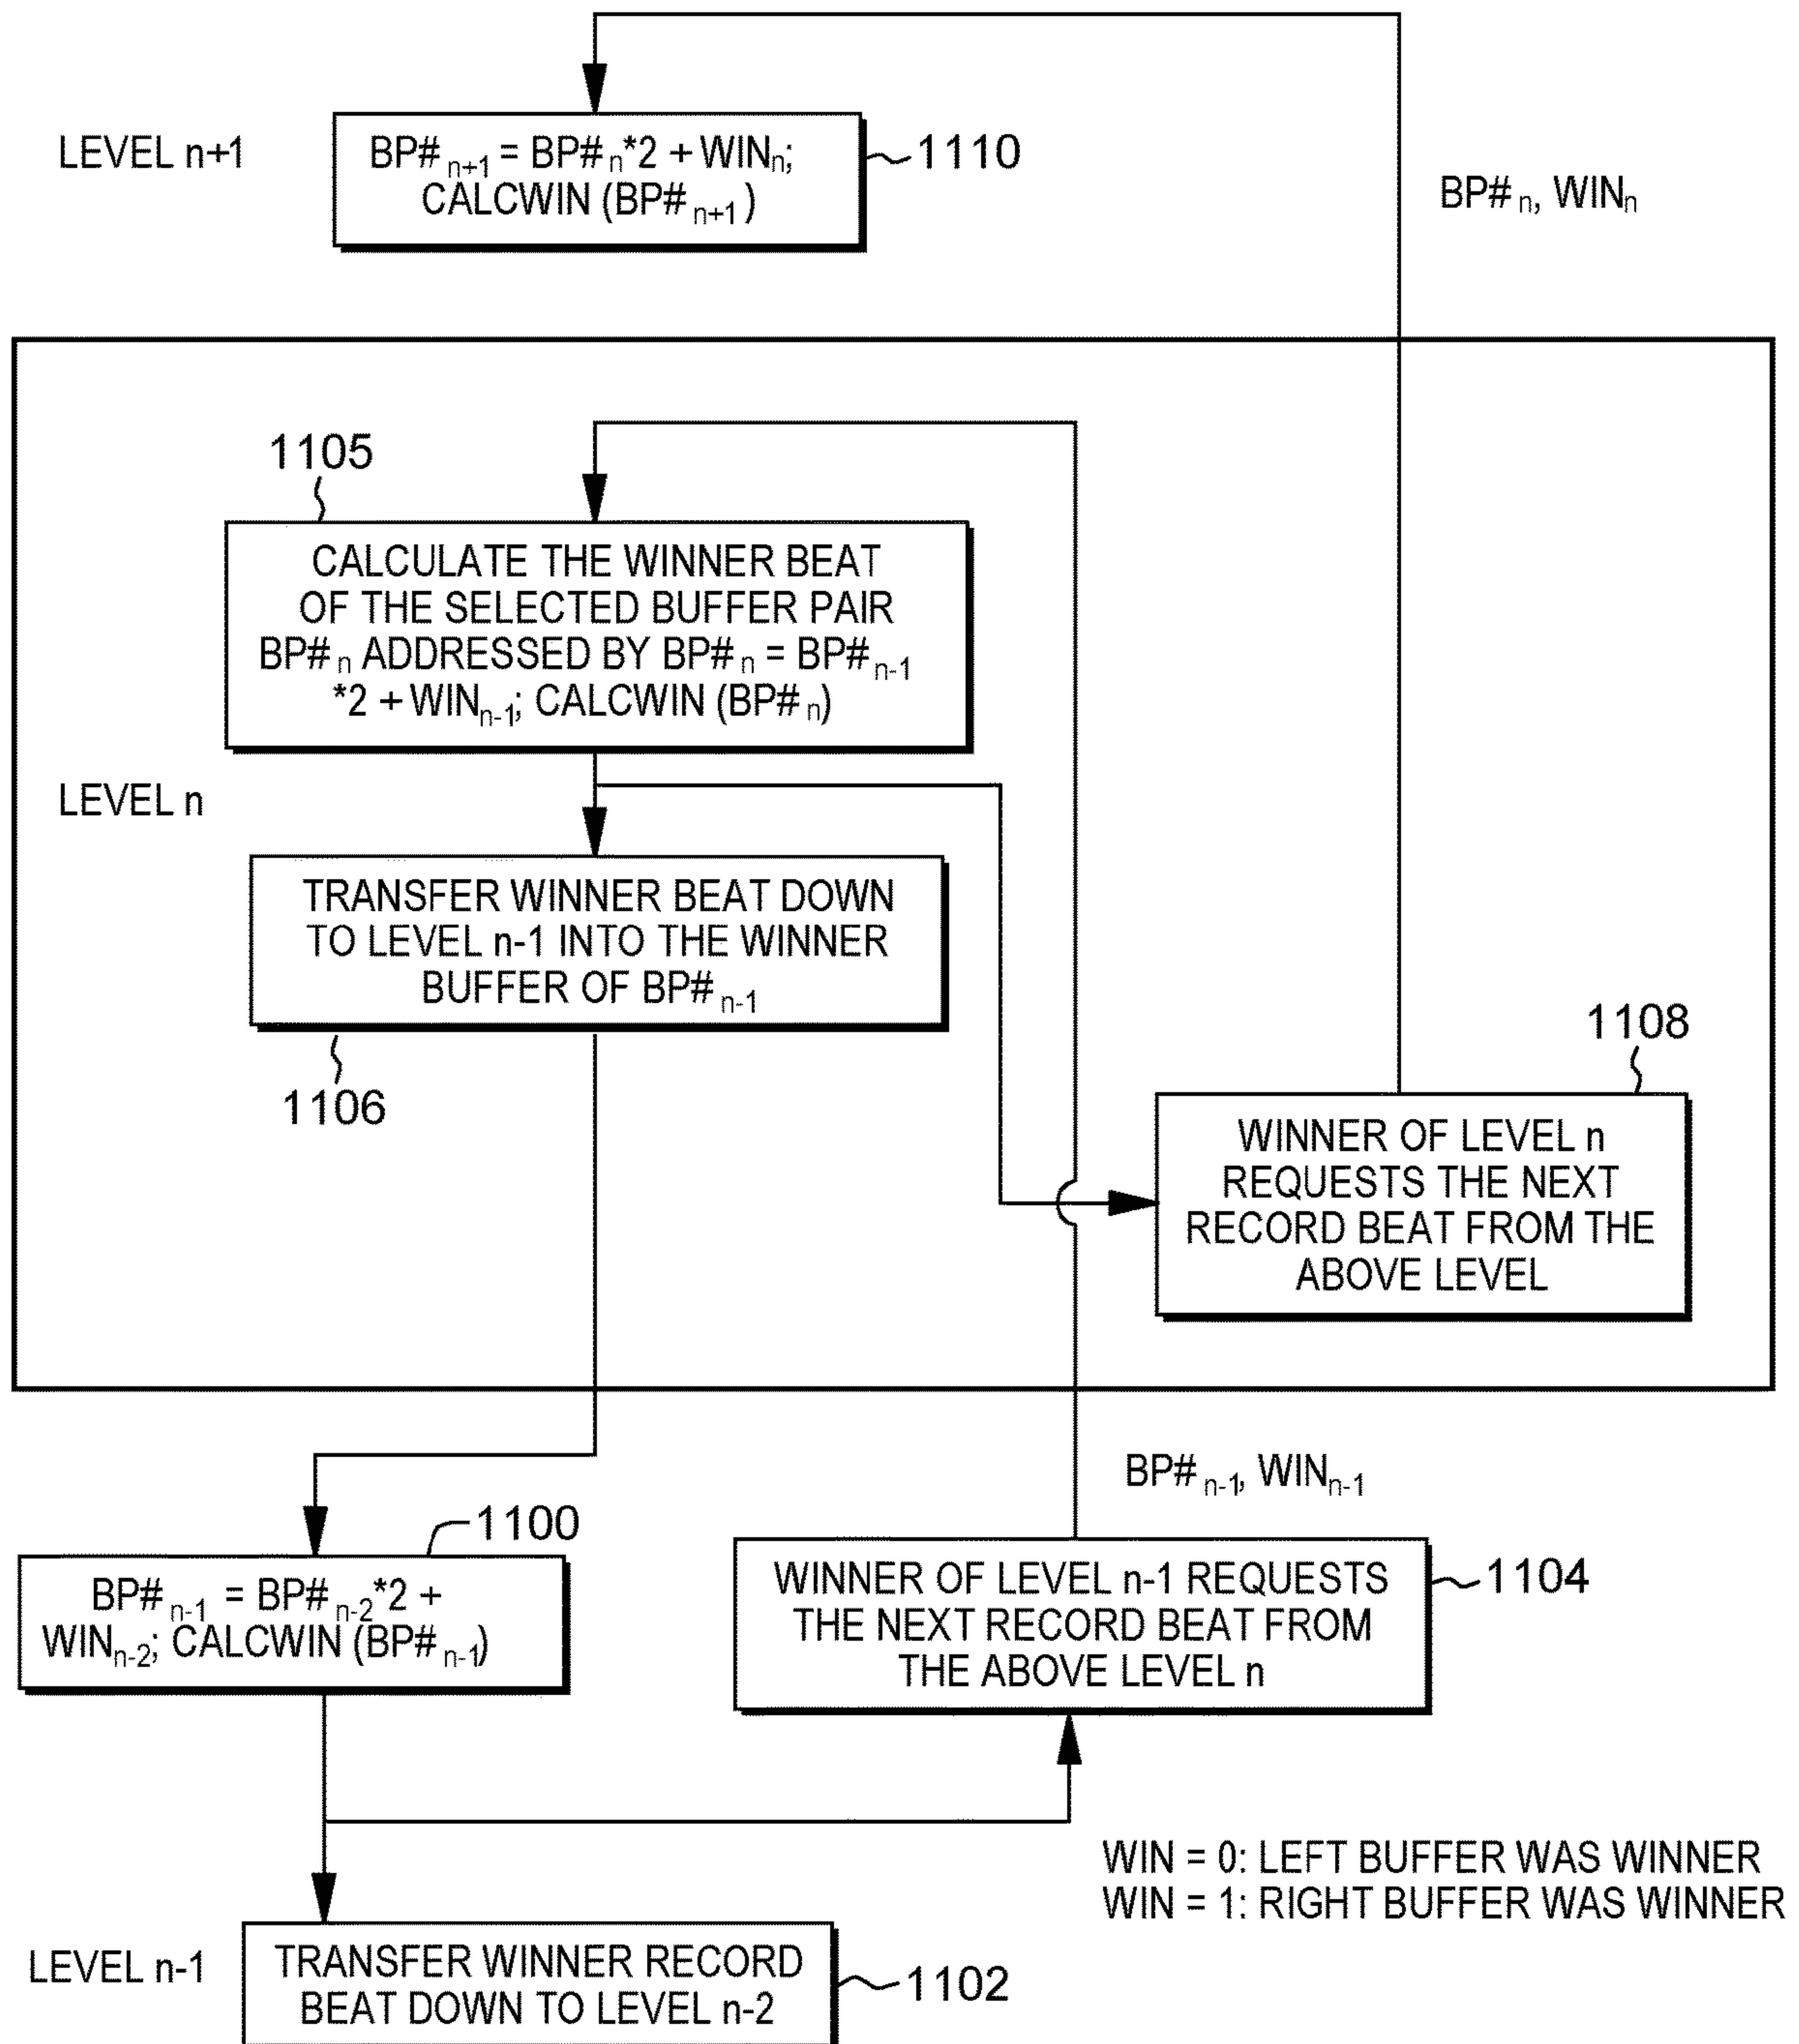 LEVEL n+1
BP#n+1 = BP#n*2 + WINn;
CALCWIN (BP#n+1)
1110
BP#n, WINn
1105
CALCULATE THE WINNER BEAT
OF THE SELECTED BUFFER PAIR
BP#n ADDRESSED BY BP#n = BP#n-1
*2 + WINn-1; CALCWIN (BP#n)
LEVEL n
TRANSFER WINNER BEAT DOWN
TO LEVEL n-1 INTO THE WINNER
BUFFER OF BP#n-1
1106
1108
WINNER OF LEVEL n
REQUESTS THE NEXT
RECORD BEAT FROM THE
ABOVE LEVEL
BP#n-1, WINn-1
1100
BP#n-1 = BP#n-2*2 +
WINn-2; CALCWIN (BP#n-1)
WINNER OF LEVEL n-1 REQUESTS
THE NEXT RECORD BEAT FROM
THE ABOVE LEVEL n
1104
WIN = 0: LEFT BUFFER WAS WINNER
WIN = 1: RIGHT BUFFER WAS WINNER
LEVEL n-1
TRANSFER WINNER RECORD
BEAT DOWN TO LEVEL n-2
1102